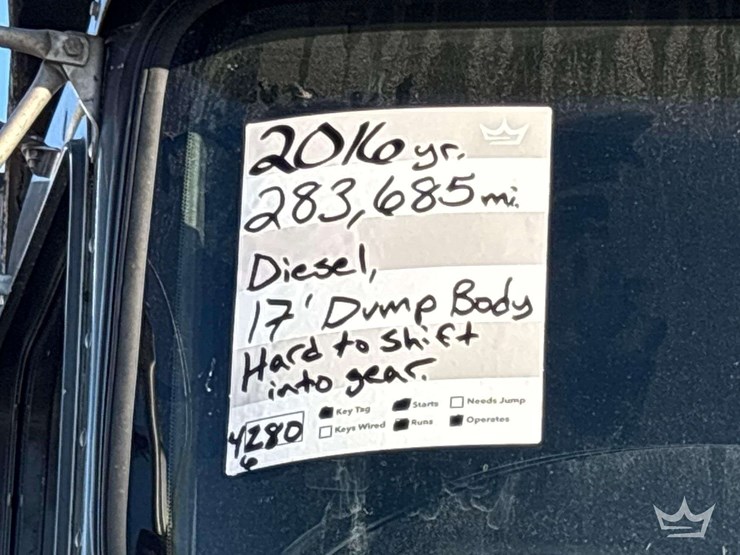 2016 yr.
283,685 mi.
Diesel,
17' Dump Body
Hard to shift
into gear.
Key Tag Starts Needs Jump
Keys Wired Runs Operates
4280
6